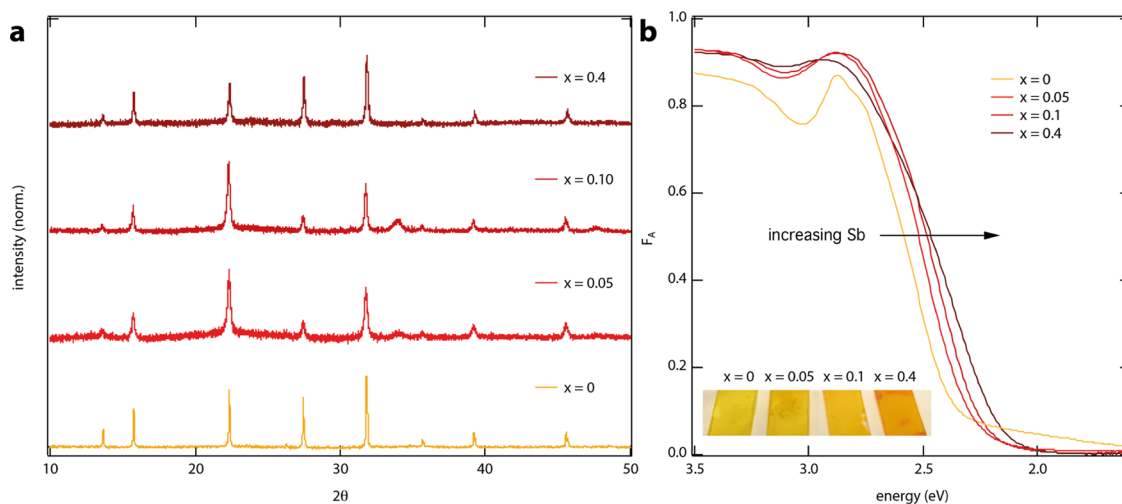 a
x = 0.4
x = 0.10
x = 0.05
x = 0
intensity (norm.)
10 20 30 40 50
2θ
b
1.0
0.8
0.6
0.4
0.2
0.0
F_A
x = 0
x = 0.05
x = 0.1
x = 0.4
increasing Sb
x = 0 x = 0.05 x = 0.1 x = 0.4
3.5 3.0 2.5 2.0
energy (eV)